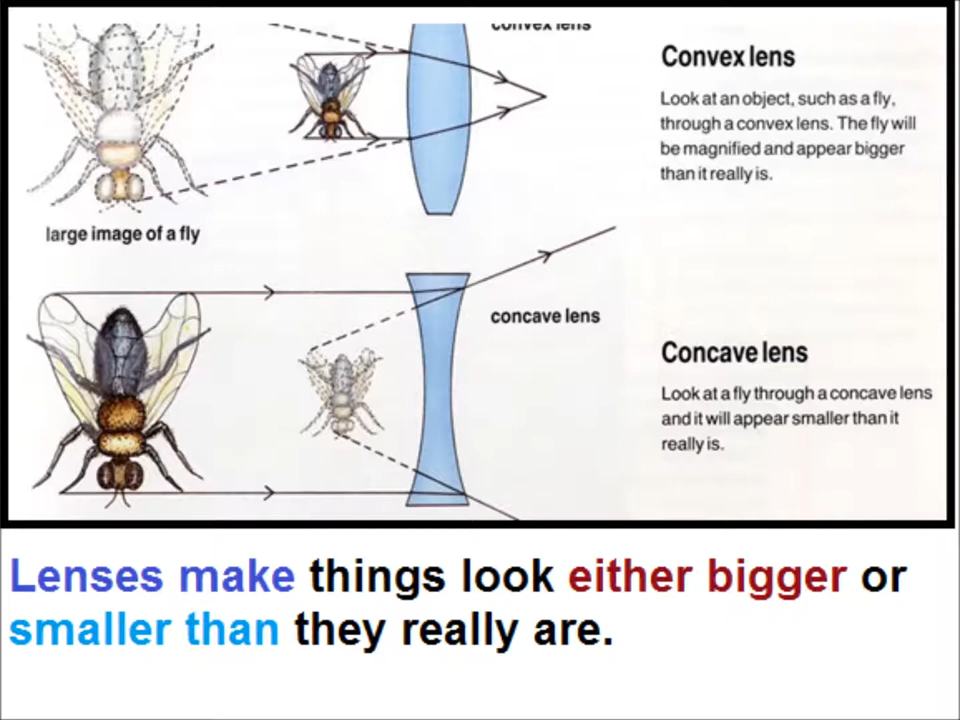 convex lens
Convex lens
Look at an object, such as a fly,
through a convex lens. The fly will
be magnified and appear bigger
than it really is.
large image of a fly
concave lens
Concave lens
Look at a fly through a concave lens
and it will appear smaller than it
really is.
Lenses make things look either bigger or
smaller than they really are.